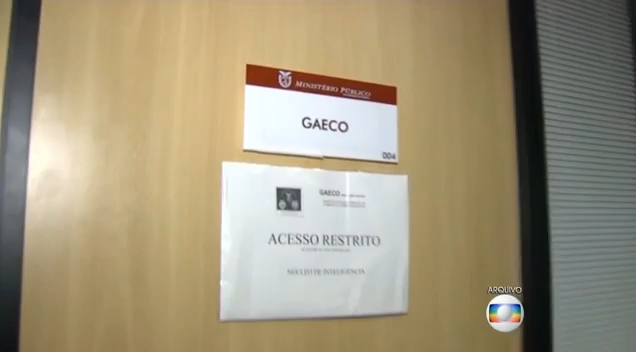 MINISTÉRIO PÚBLICO
GAECO
004
GAECO
ACESSO RESTRITO
NÚCLEO DE INTELIGÊNCIA
ARQUIVO